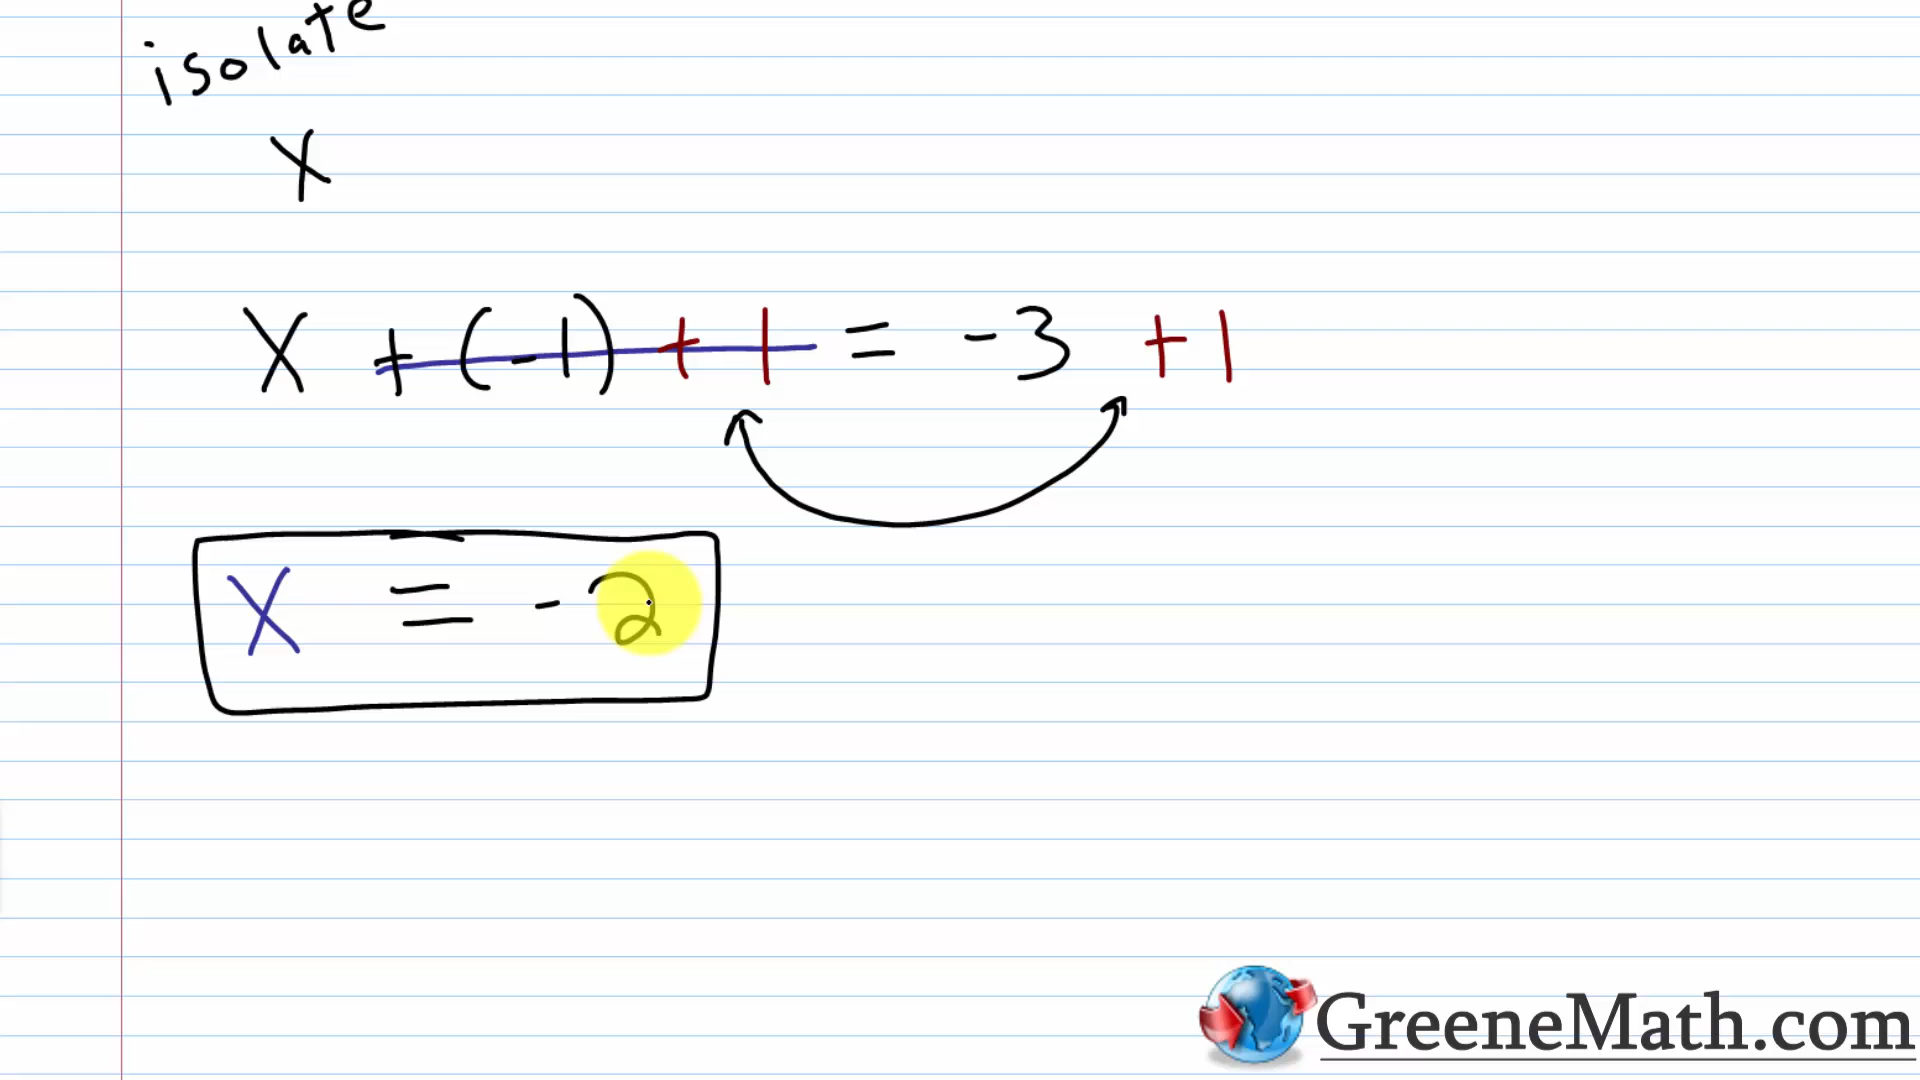 isolate
X
X + (-1) + 1 = -3 + 1
X = -2
GreeneMath.com